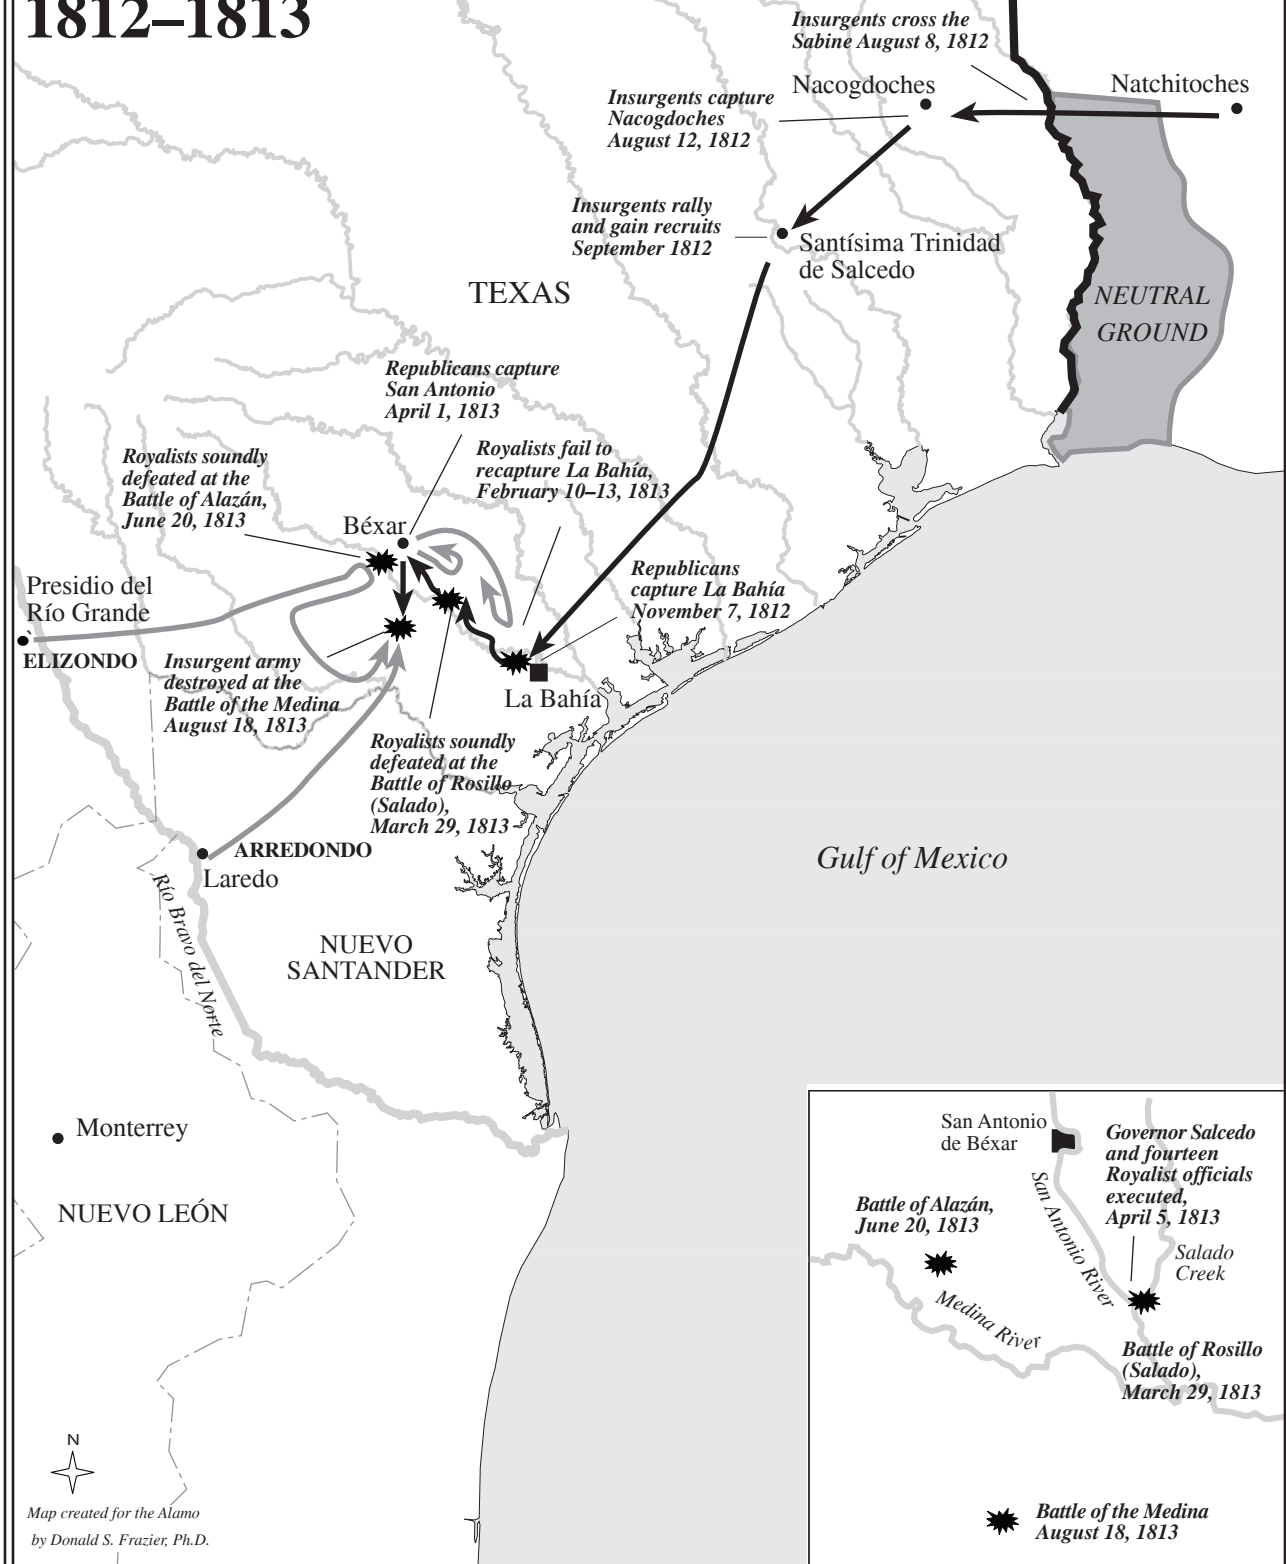 1812–1813
Insurgents cross the
Sabine August 8, 1812
Nacogdoches
Natchitoches
Insurgents capture
Nacogdoches
August 12, 1812
Insurgents rally
and gain recruits
September 1812
Santísima Trinidad
de Salcedo
TEXAS
NEUTRAL
GROUND
Republicans capture
San Antonio
April 1, 1813
Royalists soundly
defeated at the
Battle of Alazán,
June 20, 1813
Royalists fail to
recapture La Bahía,
February 10–13, 1813
Béxar
Presidio del
Río Grande
ELIZONDO
Republicans
capture La Bahía
November 7, 1812
Insurgent army
destroyed at the
Battle of the Medina
August 18, 1813
La Bahía
Royalists soundly
defeated at the
Battle of Rosillo
(Salado),
March 29, 1813
ARREDONDO
Laredo
Gulf of Mexico
Río Bravo del Norte
NUEVO
SANTANDER
Monterrey
NUEVO LEÓN
San Antonio
de Béxar
Governor Salcedo
and fourteen
Royalist officials
executed,
April 5, 1813
San Antonio River
Battle of Alazán,
June 20, 1813
Salado
Creek
Medina River
Battle of Rosillo
(Salado),
March 29, 1813
Battle of the Medina
August 18, 1813
N
Map created for the Alamo
by Donald S. Frazier, Ph.D.